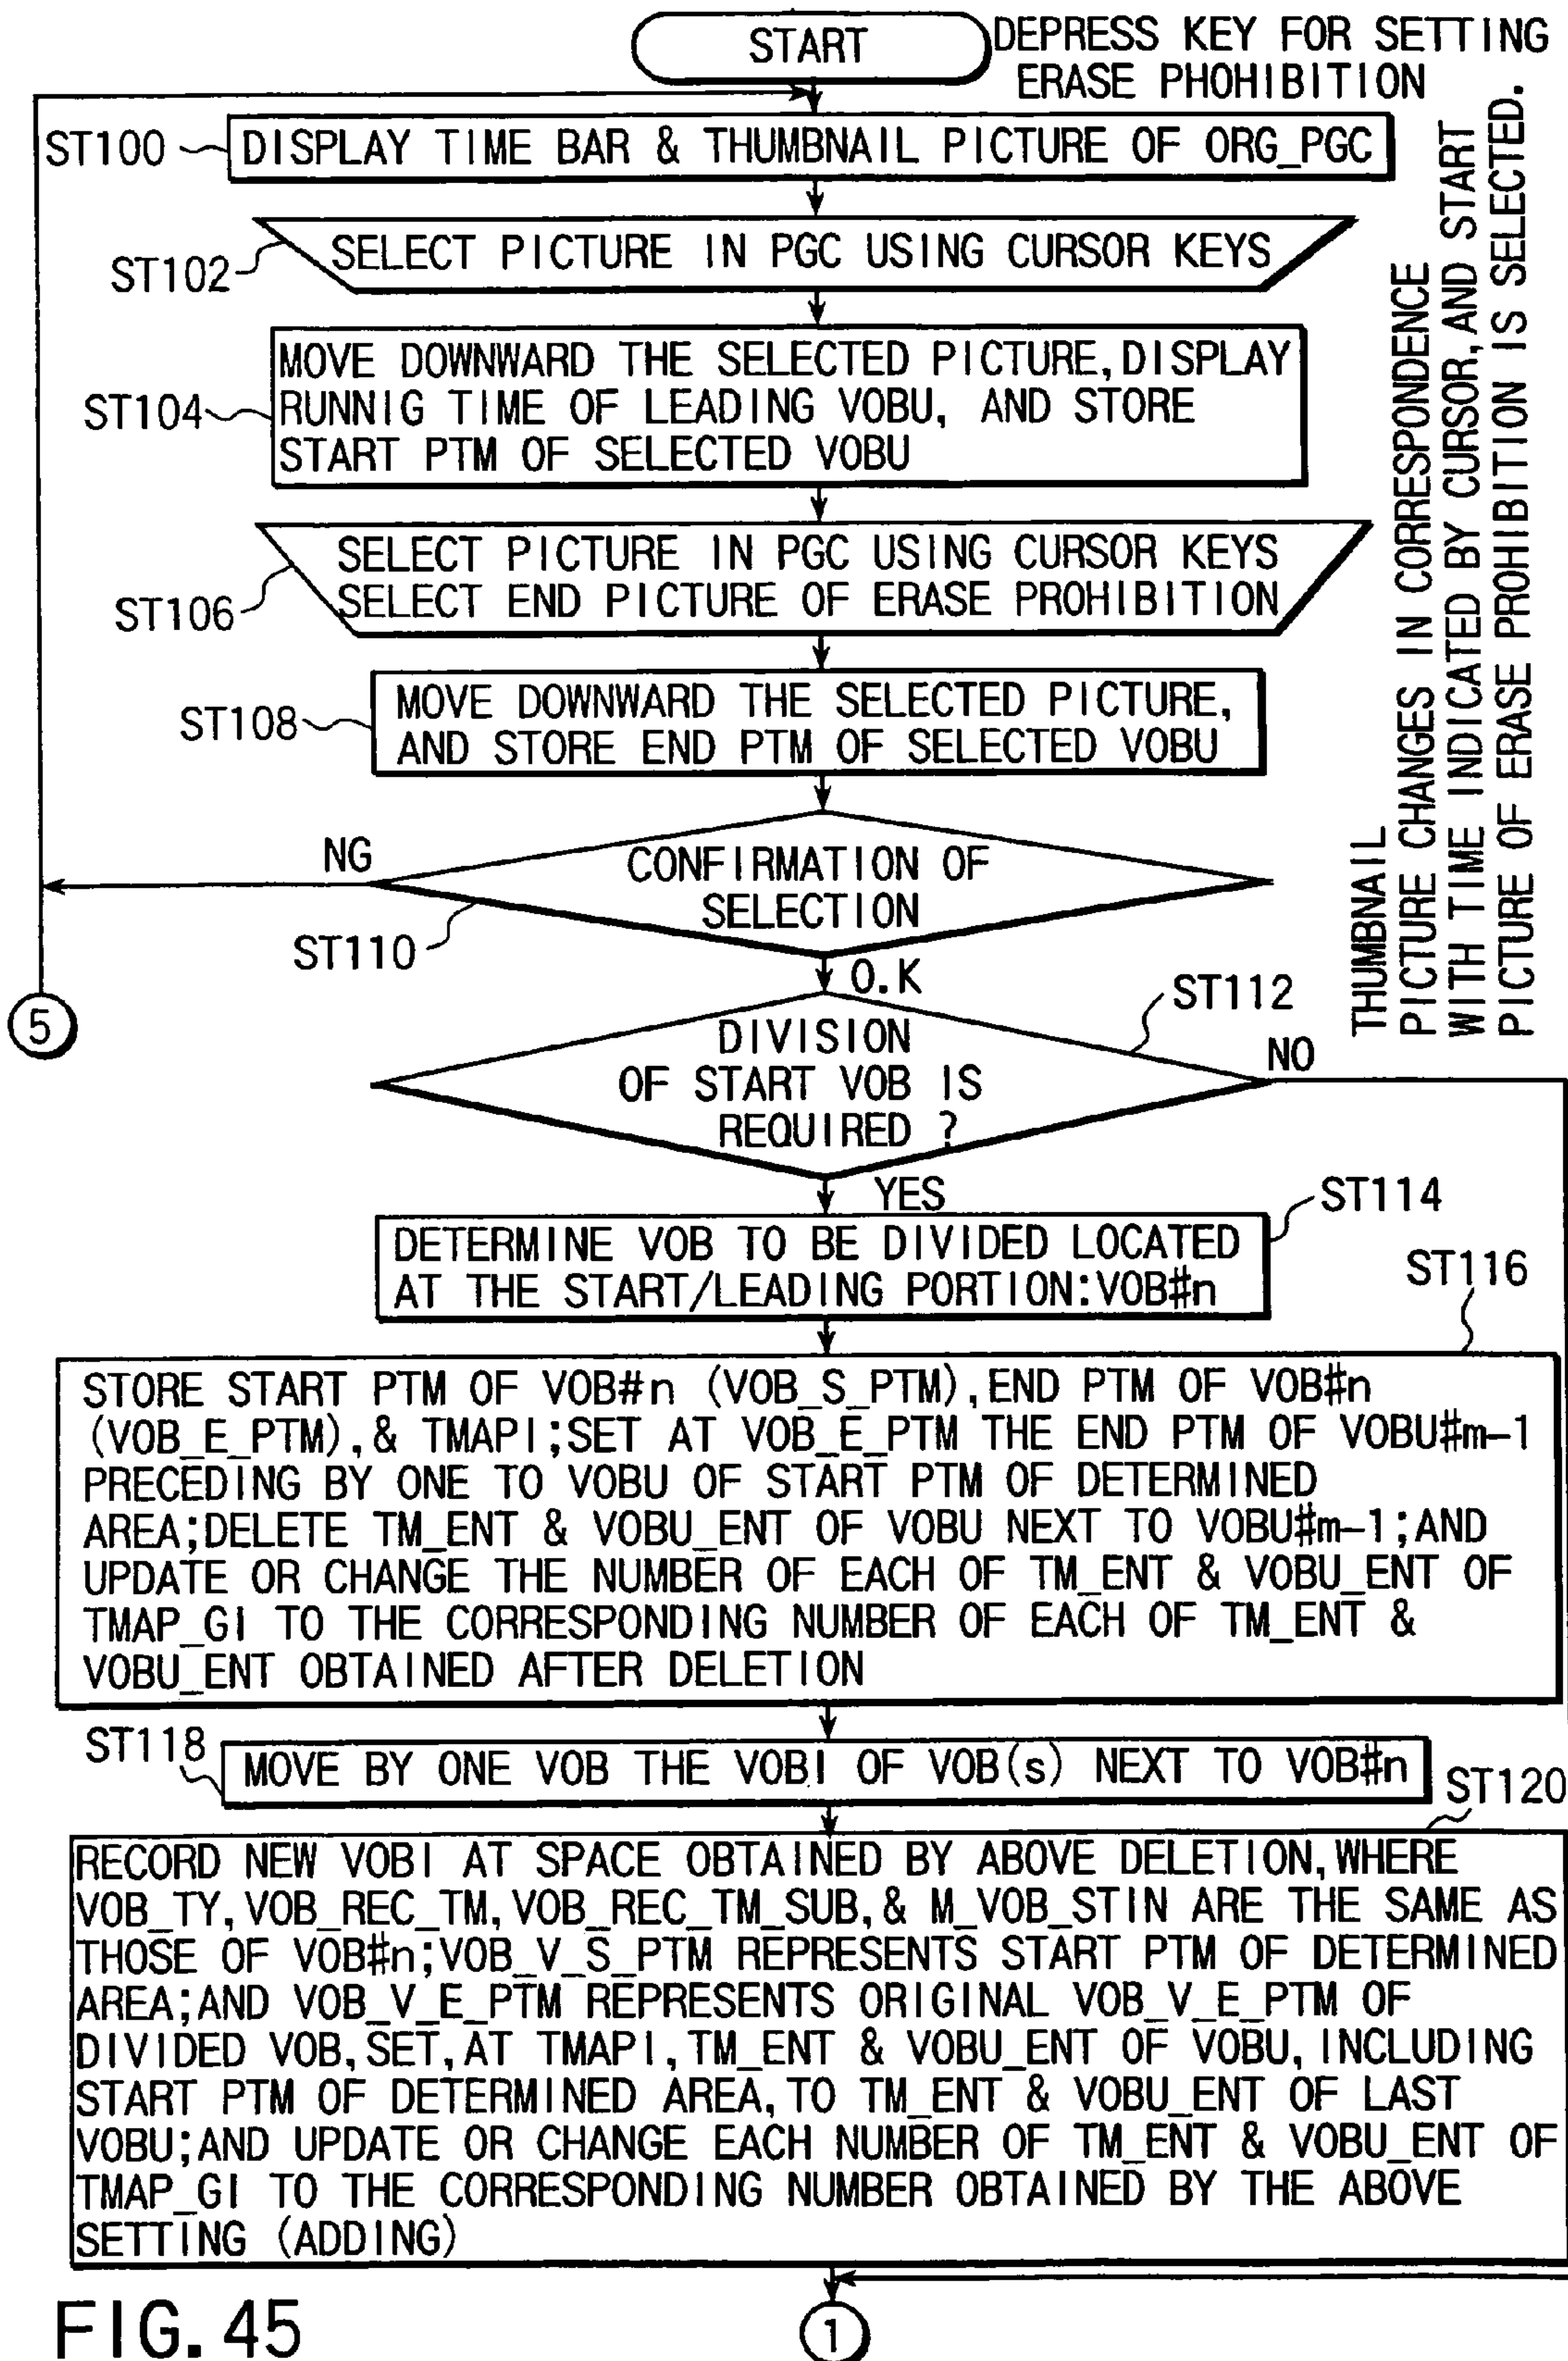 START
DEPRESS KEY FOR SETTING
ERASE PHOHIBITION
ST100
DISPLAY TIME BAR & THUMBNAIL PICTURE OF ORG_PGC
ST102
SELECT PICTURE IN PGC USING CURSOR KEYS
THUMBNAIL
PICTURE CHANGES IN CORRESPONDENCE
WITH TIME INDICATED BY CURSOR, AND START
PICTURE OF ERASE PROHIBITION IS SELECTED.
ST104
MOVE DOWNWARD THE SELECTED PICTURE, DISPLAY
RUNNIG TIME OF LEADING VOBU, AND STORE
START PTM OF SELECTED VOBU
ST106
SELECT PICTURE IN PGC USING CURSOR KEYS
SELECT END PICTURE OF ERASE PROHIBITION
ST108
MOVE DOWNWARD THE SELECTED PICTURE,
AND STORE END PTM OF SELECTED VOBU
NG
CONFIRMATION OF
SELECTION
ST110
O.K
5
ST112
DIVISION
OF START VOB IS
REQUIRED ?
NO
YES
ST114
DETERMINE VOB TO BE DIVIDED LOCATED
AT THE START/LEADING PORTION:VOB#n
ST116
STORE START PTM OF VOB#n (VOB_S_PTM), END PTM OF VOB#n
(VOB_E_PTM), & TMAPI;SET AT VOB_E_PTM THE END PTM OF VOBU#m-1
PRECEDING BY ONE TO VOBU OF START PTM OF DETERMINED
AREA;DELETE TM_ENT & VOBU_ENT OF VOBU NEXT TO VOBU#m-1;AND
UPDATE OR CHANGE THE NUMBER OF EACH OF TM_ENT & VOBU_ENT OF
TMAP_GI TO THE CORRESPONDING NUMBER OF EACH OF TM_ENT &
VOBU_ENT OBTAINED AFTER DELETION
ST118
MOVE BY ONE VOB THE VOBI OF VOB(s) NEXT TO VOB#n
ST120
RECORD NEW VOBI AT SPACE OBTAINED BY ABOVE DELETION, WHERE
VOB_TY, VOB_REC_TM, VOB_REC_TM_SUB, & M_VOB_STIN ARE THE SAME AS
THOSE OF VOB#n;VOB_V_S_PTM REPRESENTS START PTM OF DETERMINED
AREA;AND VOB_V_E_PTM REPRESENTS ORIGINAL VOB_V_E_PTM OF
DIVIDED VOB, SET, AT TMAPI, TM_ENT & VOBU_ENT OF VOBU, INCLUDING
START PTM OF DETERMINED AREA, TO TM_ENT & VOBU_ENT OF LAST
VOBU;AND UPDATE OR CHANGE EACH NUMBER OF TM_ENT & VOBU_ENT OF
TMAP_GI TO THE CORRESPONDING NUMBER OBTAINED BY THE ABOVE
SETTING (ADDING)
1
FIG. 45